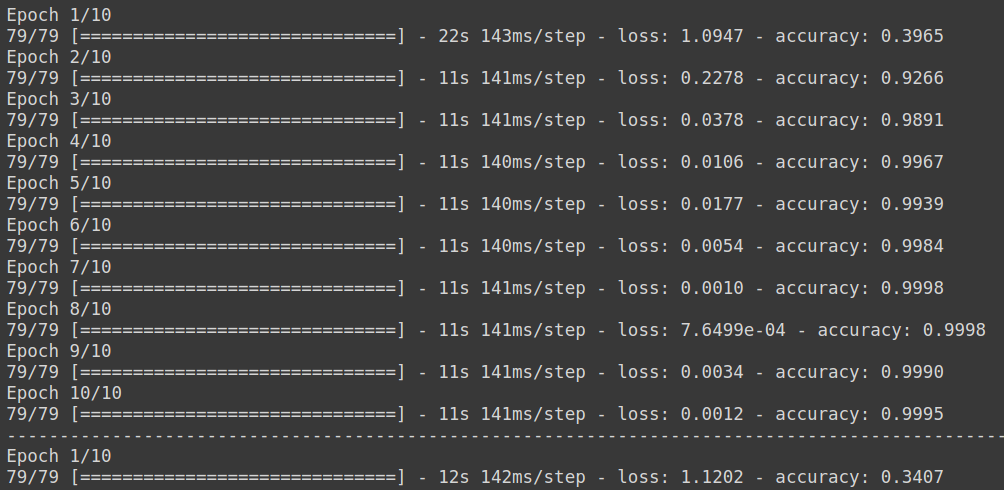 Epoch 1/10
79/79 [==============================] - 22s 143ms/step - loss: 1.0947 - accuracy: 0.3965
Epoch 2/10
79/79 [==============================] - 11s 141ms/step - loss: 0.2278 - accuracy: 0.9266
Epoch 3/10
79/79 [==============================] - 11s 141ms/step - loss: 0.0378 - accuracy: 0.9891
Epoch 4/10
79/79 [==============================] - 11s 140ms/step - loss: 0.0106 - accuracy: 0.9967
Epoch 5/10
79/79 [==============================] - 11s 140ms/step - loss: 0.0177 - accuracy: 0.9939
Epoch 6/10
79/79 [==============================] - 11s 140ms/step - loss: 0.0054 - accuracy: 0.9984
Epoch 7/10
79/79 [==============================] - 11s 141ms/step - loss: 0.0010 - accuracy: 0.9998
Epoch 8/10
79/79 [==============================] - 11s 141ms/step - loss: 7.6499e-04 - accuracy: 0.9998
Epoch 9/10
79/79 [==============================] - 11s 141ms/step - loss: 0.0034 - accuracy: 0.9990
Epoch 10/10
79/79 [==============================] - 11s 141ms/step - loss: 0.0012 - accuracy: 0.9995
-----------------------------------------------------------------------------------------------
Epoch 1/10
79/79 [==============================] - 12s 142ms/step - loss: 1.1202 - accuracy: 0.3407